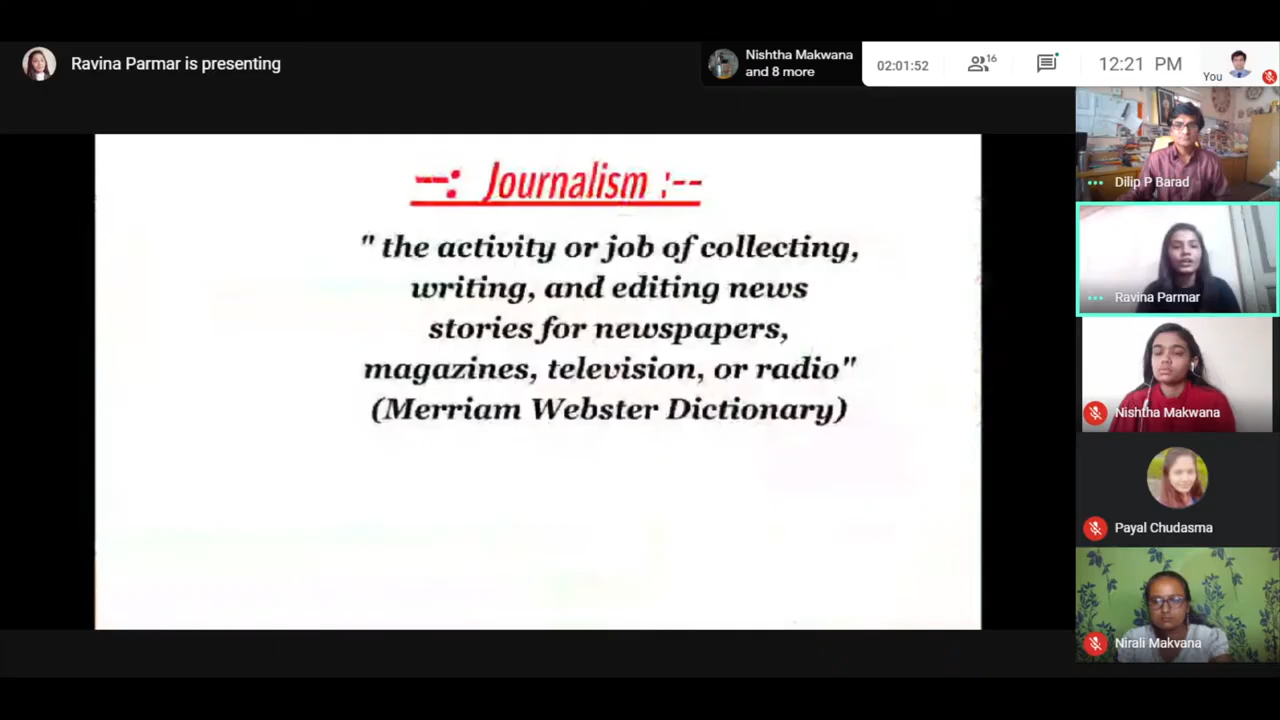 Ravina Parmar is presenting
Nishtha Makwana
and 8 more
02:01:52
16
12:21 PM
You
--: Journalism :--
" the activity or job of collecting,
writing, and editing news
stories for newspapers,
magazines, television, or radio"
(Merriam Webster Dictionary)
Dilip P Barad
Ravina Parmar
Nishtha Makwana
Payal Chudasma
Nirali Makvana